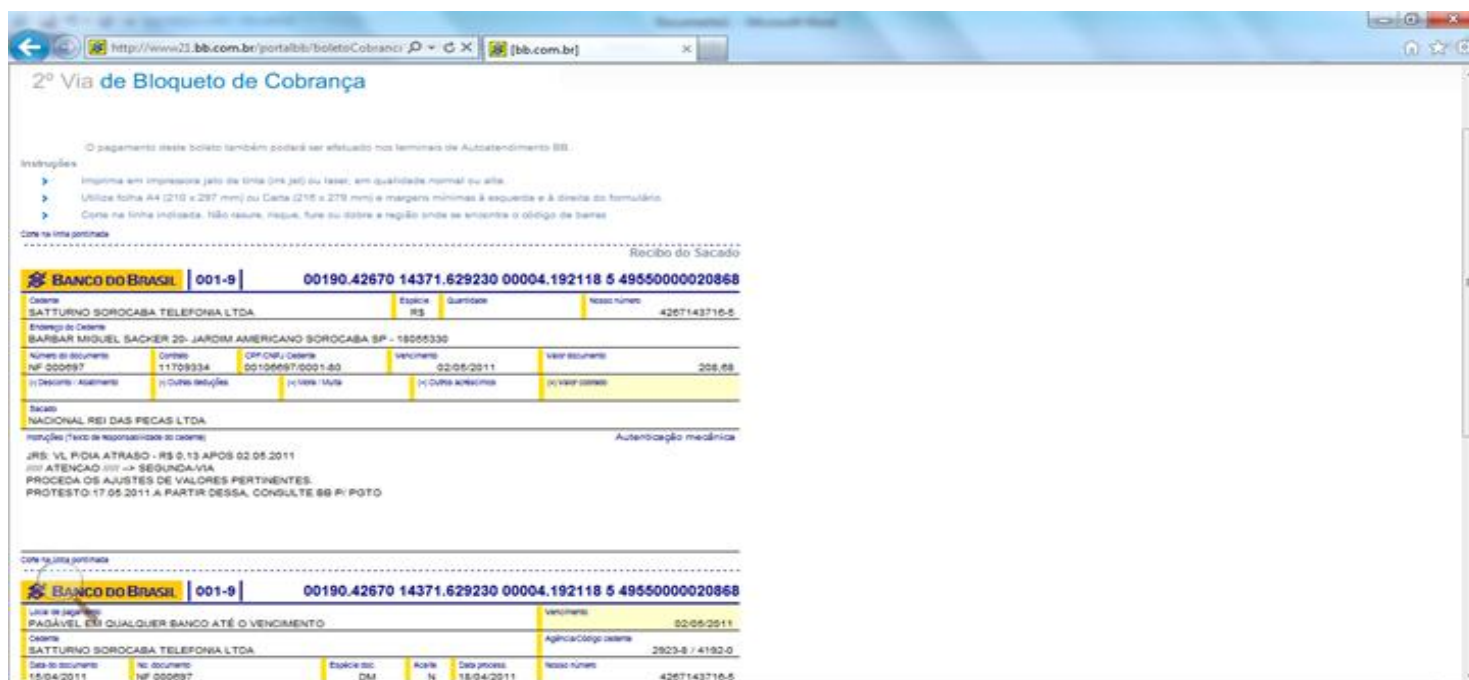 http://www21.bb.com.br/portalbb/boletoCobranc
[bb.com.br]
2º Via de Bloqueto de Cobrança
O pagamento deste boleto também poderá ser efetuado nos terminais de Autoatendimento BB.
Instruções
Imprima em impressora jato de tinta (ink jet) ou laser, em qualidade normal ou alta.
Utilize folha A4 (210 x 297 mm) ou Carta (216 x 279 mm) e margens mínimas à esquerda e à direita do formulário.
Corte na linha indicada. Não rasure, risque, fure ou dobre a região onde se encontra o código de barras
Corte na linha pontilhada
Recibo do Sacado
BANCO DO BRASIL 001-9 00190.42670 14371.629230 00004.192118 5 49550000020868
Cedente Espécie Quantidade Nosso número
SATTURNO SOROCABA TELEFONIA LTDA R$ 4267143716-5
Endereço do Cedente
BARBAR MIGUEL SACKER 20- JARDIM AMERICANO SOROCABA SP - 18055330
Número do documento Contrato CPF/CNPJ Cedente Vencimento Valor documento
NF 000697 11709334 00106697/0001-80 02/05/2011 208,68
(-) Desconto / Abatimento (-) Outras deduções (+) Mora / Multa (+) Outros acréscimos (=) Valor cobrado
Sacado
NACIONAL REI DAS PECAS LTDA
Instruções (Texto de responsabilidade do cedente) Autenticação mecânica
JRS: VL P/DIA ATRASO - R$ 0,13 APOS 02.05.2011
///// ATENCAO ///// --> SEGUNDA-VIA
PROCEDA OS AJUSTES DE VALORES PERTINENTES.
PROTESTO:17.05.2011.A PARTIR DESSA, CONSULTE BB P/ PGTO
Corte na linha pontilhada
BANCO DO BRASIL 001-9 00190.42670 14371.629230 00004.192118 5 49550000020868
Local de pagamento Vencimento
PAGÁVEL EM QUALQUER BANCO ATÉ O VENCIMENTO 02/05/2011
Cedente Agência/Código cedente
SATTURNO SOROCABA TELEFONIA LTDA 2923-8 / 4192-0
Data do documento No. documento Espécie doc. Aceite Data process. Nosso número
15/04/2011 NF 000697 DM N 18/04/2011 4267143716-5